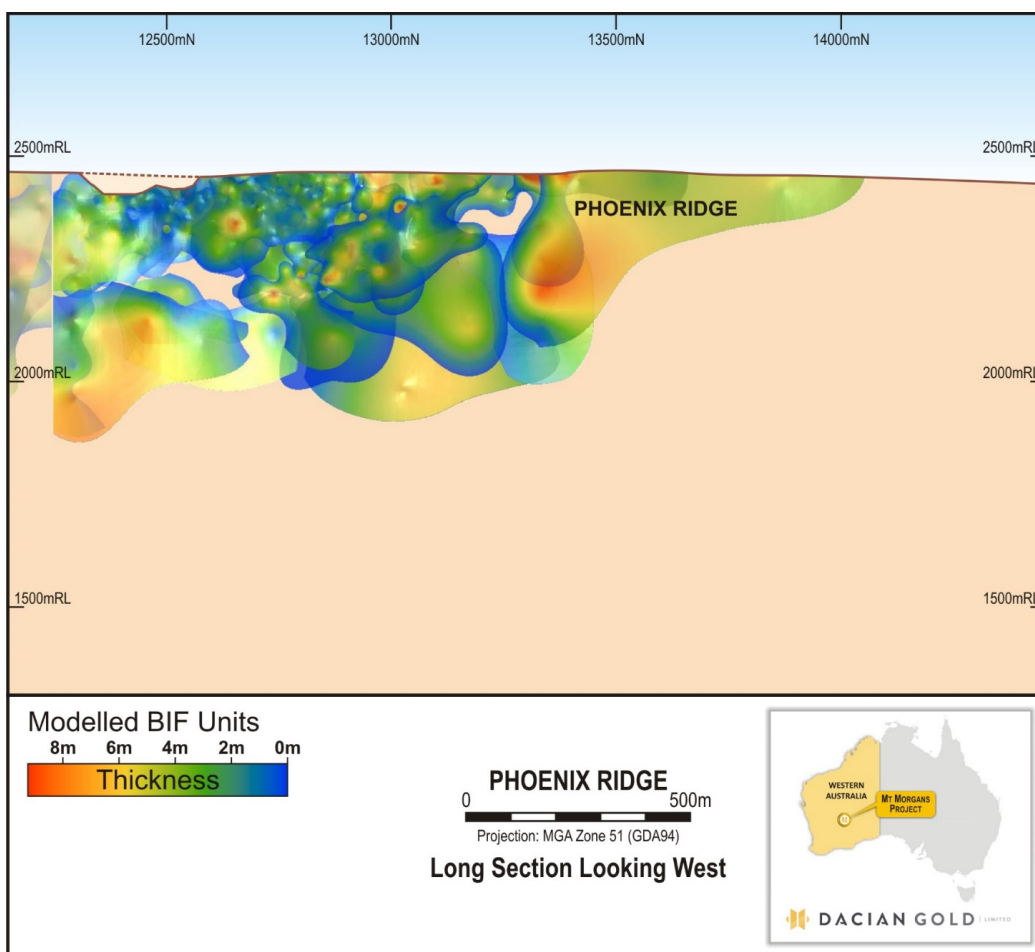 12500mN 13000mN 13500mN 14000mN
2500mRL 2500mRL
PHOENIX RIDGE
2000mRL 2000mRL
1500mRL 1500mRL
Modelled BIF Units
8m 6m 4m 2m 0m
Thickness
PHOENIX RIDGE
0 500m
Projection: MGA Zone 51 (GDA94)
Long Section Looking West
WESTERN
AUSTRALIA
MT MORGANS
PROJECT
DACIAN GOLD LIMITED